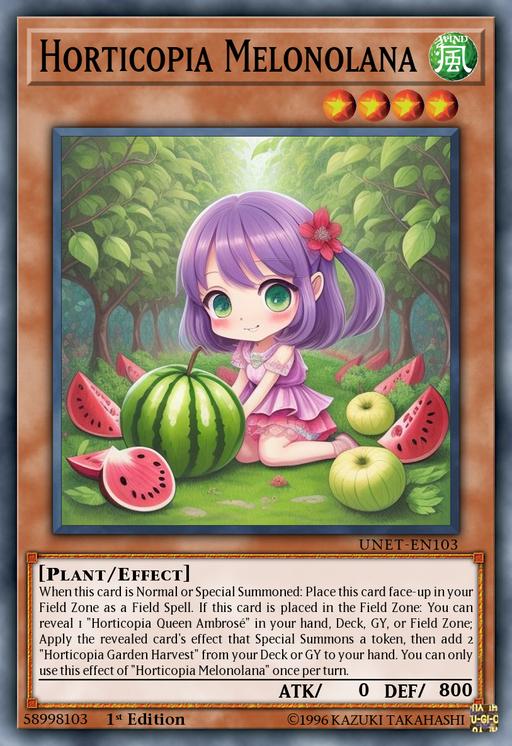 Horticopia Melonolana
WIND
風
UNET-EN103
[Plant/Effect]
When this card is Normal or Special Summoned: Place this card face-up in your
Field Zone as a Field Spell. If this card is placed in the Field Zone: You can
reveal 1 "Horticopia Queen Ambrosé" in your hand, Deck, GY, or Field Zone;
Apply the revealed card's effect that Special Summons a token, then add 2
"Horticopia Garden Harvest" from your Deck or GY to your hand. You can only
use this effect of "Horticopia Melonolana" once per turn.
ATK/ 0 DEF/ 800
58998103 1st Edition ©1996 KAZUKI TAKAHASHI